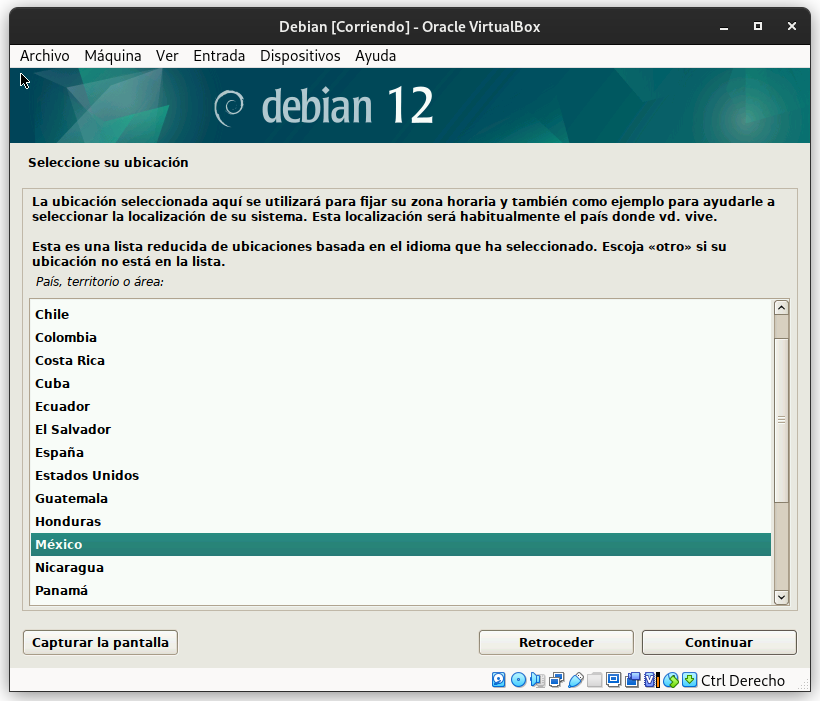 Debian [Corriendo] - Oracle VirtualBox
Archivo Máquina Ver Entrada Dispositivos Ayuda
debian 12
Seleccione su ubicación
La ubicación seleccionada aquí se utilizará para fijar su zona horaria y también como ejemplo para ayudarle a
seleccionar la localización de su sistema. Esta localización será habitualmente el país donde vd. vive.
Esta es una lista reducida de ubicaciones basada en el idioma que ha seleccionado. Escoja «otro» si su
ubicación no está en la lista.
País, territorio o área:
Chile
Colombia
Costa Rica
Cuba
Ecuador
El Salvador
España
Estados Unidos
Guatemala
Honduras
México
Nicaragua
Panamá
Capturar la pantalla Retroceder Continuar
Ctrl Derecho